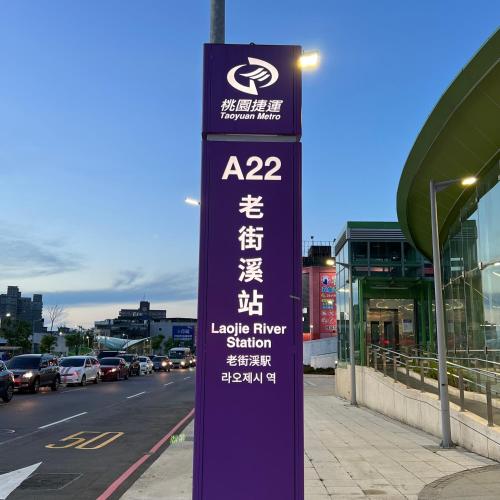 桃園捷運
Taoyuan Metro
A22
老街溪站
Laojie River
Station
老街渓駅
라오제시 역
50